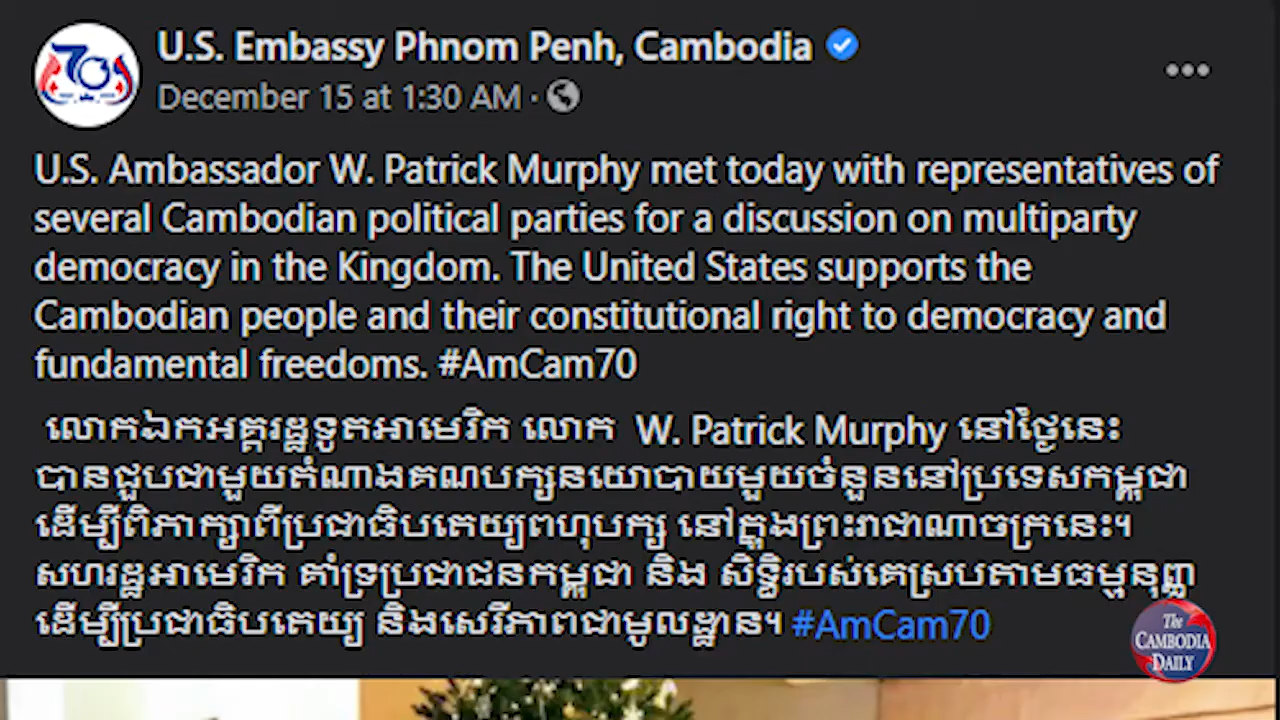 U.S. Embassy Phnom Penh, Cambodia
December 15 at 1:30 AM ·
U.S. Ambassador W. Patrick Murphy met today with representatives of
several Cambodian political parties for a discussion on multiparty
democracy in the Kingdom. The United States supports the
Cambodian people and their constitutional right to democracy and
fundamental freedoms. #AmCam70
លោកឯកអគ្គរដ្ឋទូតអាមេរិក លោក W. Patrick Murphy នៅថ្ងៃនេះ
បានជួបជាមួយតំណាងគណបក្សនយោបាយមួយចំនួននៅប្រទេសកម្ពុជា
ដើម្បីពិភាក្សាពីប្រជាធិបតេយ្យពហុបក្ស នៅក្នុងព្រះរាជាណាចក្រនេះ។
សហរដ្ឋអាមេរិក គាំទ្រប្រជាជនកម្ពុជា និង សិទ្ធិរបស់គេស្របតាមធម្មនុញ្ញ
ដើម្បីប្រជាធិបតេយ្យ និងសេរីភាពជាមូលដ្ឋាន។ #AmCam70
The
CAMBODIA
DAILY